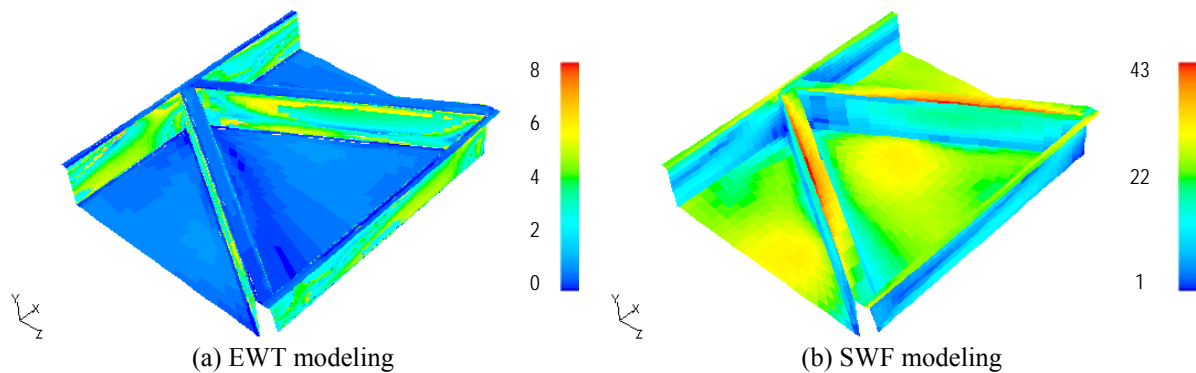 8
6
4
2
0
Y
X
Z
(a) EWT modeling
43
22
1
Y
X
Z
(b) SWF modeling